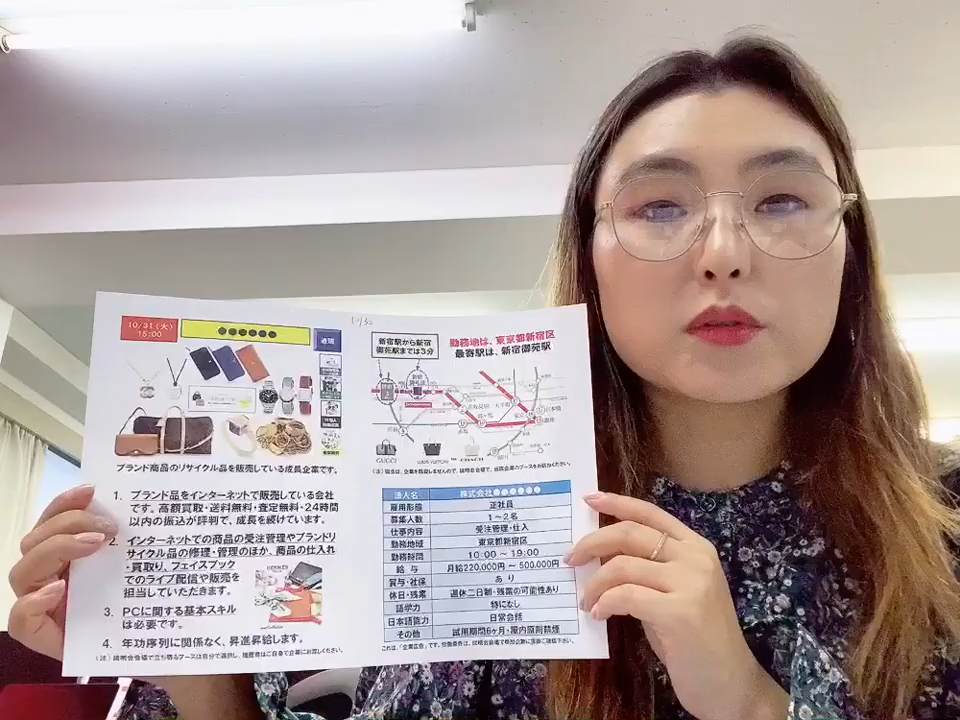 10/31(火)
15:00
●●●●●●
10/30
ブランド商品のリサイクル品を販売している成長企業です。
1. ブランド品をインターネットで販売している会社
です。高額買取・送料無料・査定無料・24時間
以内の振込が評判で、成長を続けています。
2. インターネットでの商品の受注管理やブランドリ
サイクル品の修理・管理のほか、商品の仕入れ
・買取り、フェイスブック
でのライブ配信や販売を
担当していただきます。
HERMES
3. PCに関する基本スキル
は必要です。
4. 年功序列に関係なく、昇進昇給します。
新宿駅から新宿
御苑駅までは3分
勤務地は、東京都新宿区
最寄駅は、新宿御苑駅
GUCCI
LOUIS VUITTON
COACH
法人名 株式会社●●●●●●
雇用形態 正社員
募集人数 1～2名
仕事内容 受注管理・仕入
勤務地域 東京都新宿区
勤務時間 10:00 ～ 19:00
給 与 月給220,000円 ～ 500,000円
賞与・社保 あり
休日・残業 週休二日制・残業の可能性あり
語学力 特になし
日本語能力 日常会話
その他 試用期間6ヶ月・屋内原則禁煙